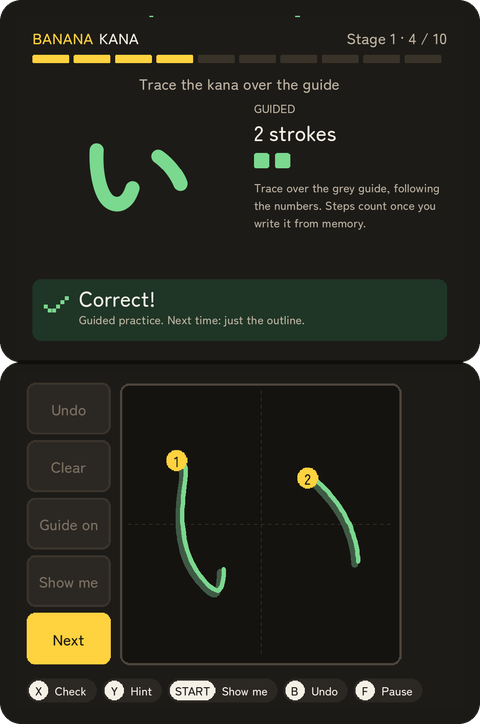 BANANA KANA
Stage 1 · 4 / 10
Trace the kana over the guide
い
GUIDED
2 strokes
Trace over the grey guide, following
the numbers. Steps count once you
write it from memory.
Correct!
Guided practice. Next time: just the outline.
Undo
Clear
Guide on
Show me
Next
1
2
い
X Check
Y Hint
START Show me
B Undo
F Pause